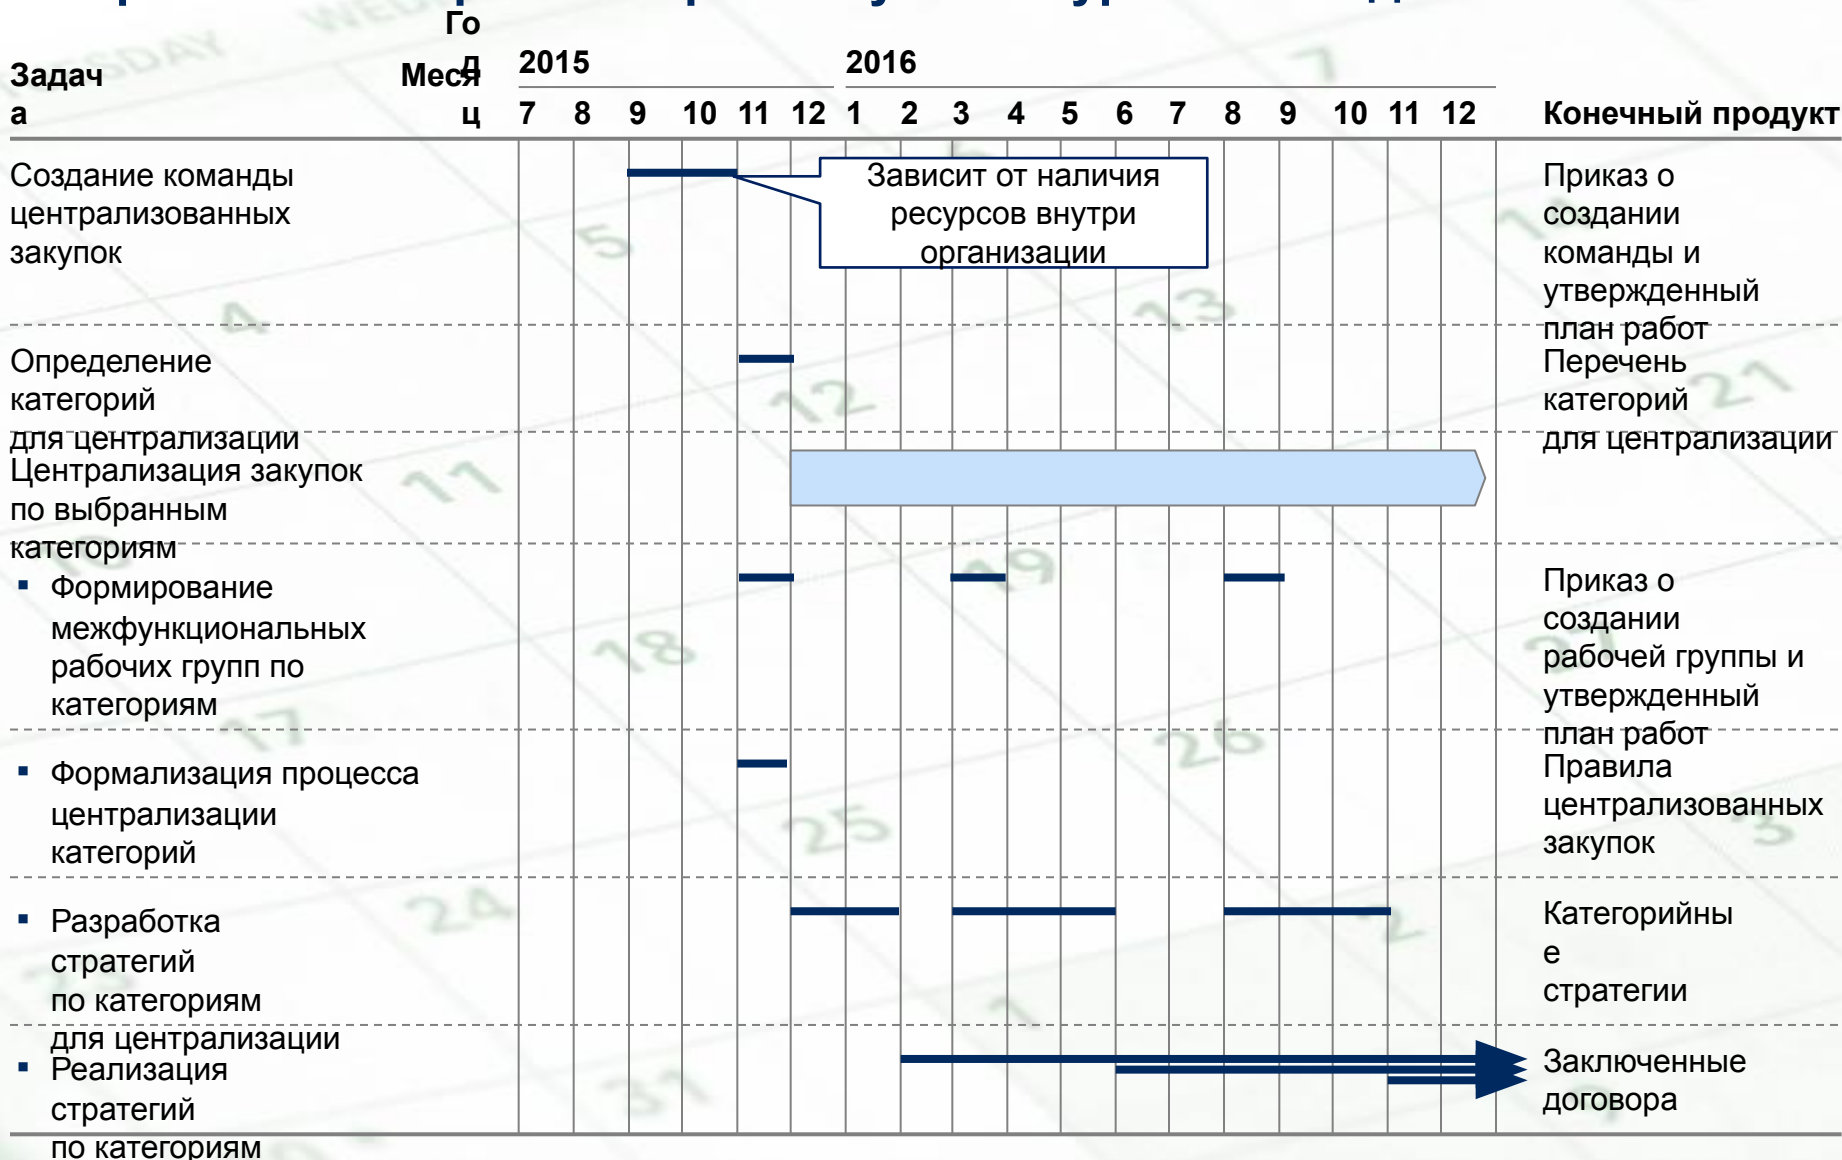 Го
д
2015 2016
Задач
а
Меся
ц
7 8 9 10 11 12 1 2 3 4 5 6 7 8 9 10 11 12
Конечный продукт
Создание команды
централизованных
закупок
Зависит от наличия
ресурсов внутри
организации
Приказ о
создании
команды и
утвержденный
план работ
Определение
категорий
для централизации
Перечень
категорий
для централизации
Централизация закупок
по выбранным
категориям
▪ Формирование
межфункциональных
рабочих групп по
категориям
Приказ о
создании
рабочей группы и
утвержденный
план работ
▪ Формализация процесса
централизации
категорий
Правила
централизованных
закупок
▪ Разработка
стратегий
по категориям
для централизации
Категорийны
е
стратегии
▪ Реализация
стратегий
по категориям
Заключенные
договора